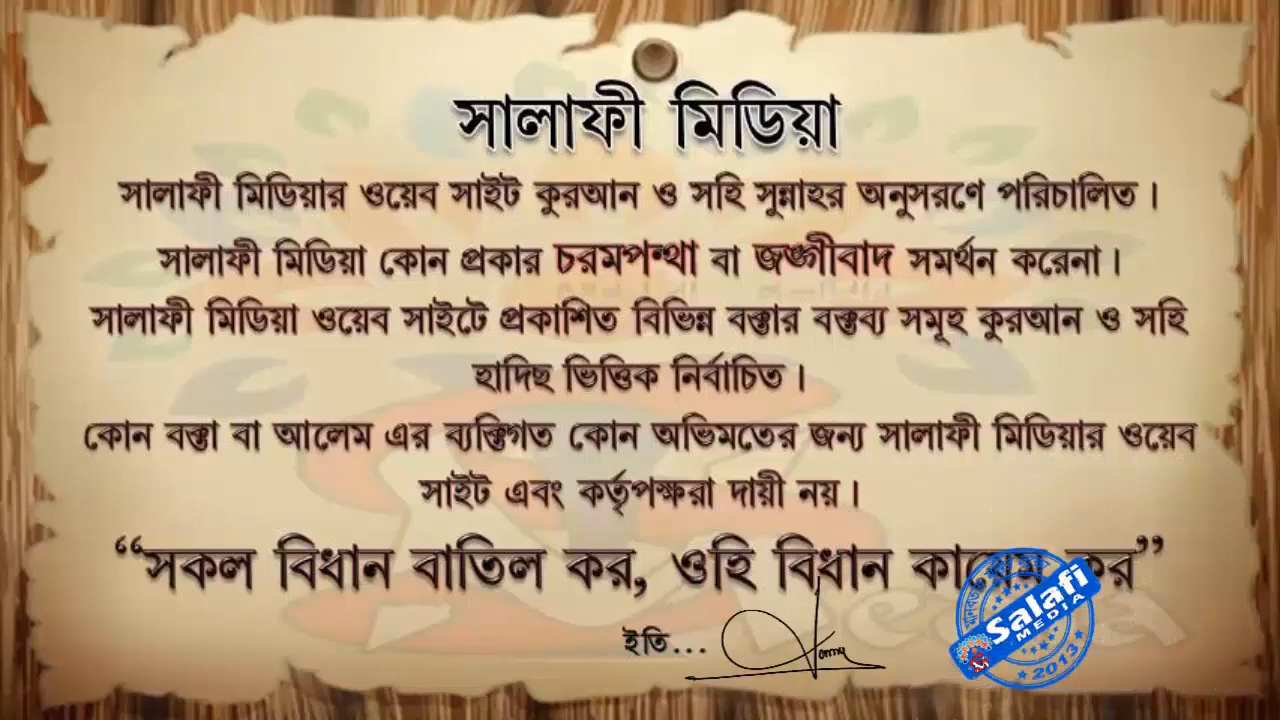 সালাফী মিডিয়া
সালাফী মিডিয়ার ওয়েব সাইট কুরআন ও সহি সুন্নাহর অনুসরণে পরিচালিত।
সালাফী মিডিয়া কোন প্রকার চরমপন্থা বা জঙ্গীবাদ সমর্থন করেনা।
সালাফী মিডিয়া ওয়েব সাইটে প্রকাশিত বিভিন্ন বক্তার বক্তব্য সমূহ কুরআন ও সহি
হাদিছ ভিত্তিক নির্বাচিত।
কোন বক্তা বা আলেম এর ব্যক্তিগত কোন অভিমতের জন্য সালাফী মিডিয়ার ওয়েব
সাইট এবং কর্তৃপক্ষরা দায়ী নয়।
“সকল বিধান বাতিল কর, ওহি বিধান কায়েম কর”
ইতি...
Salafi
MEDIA
2013